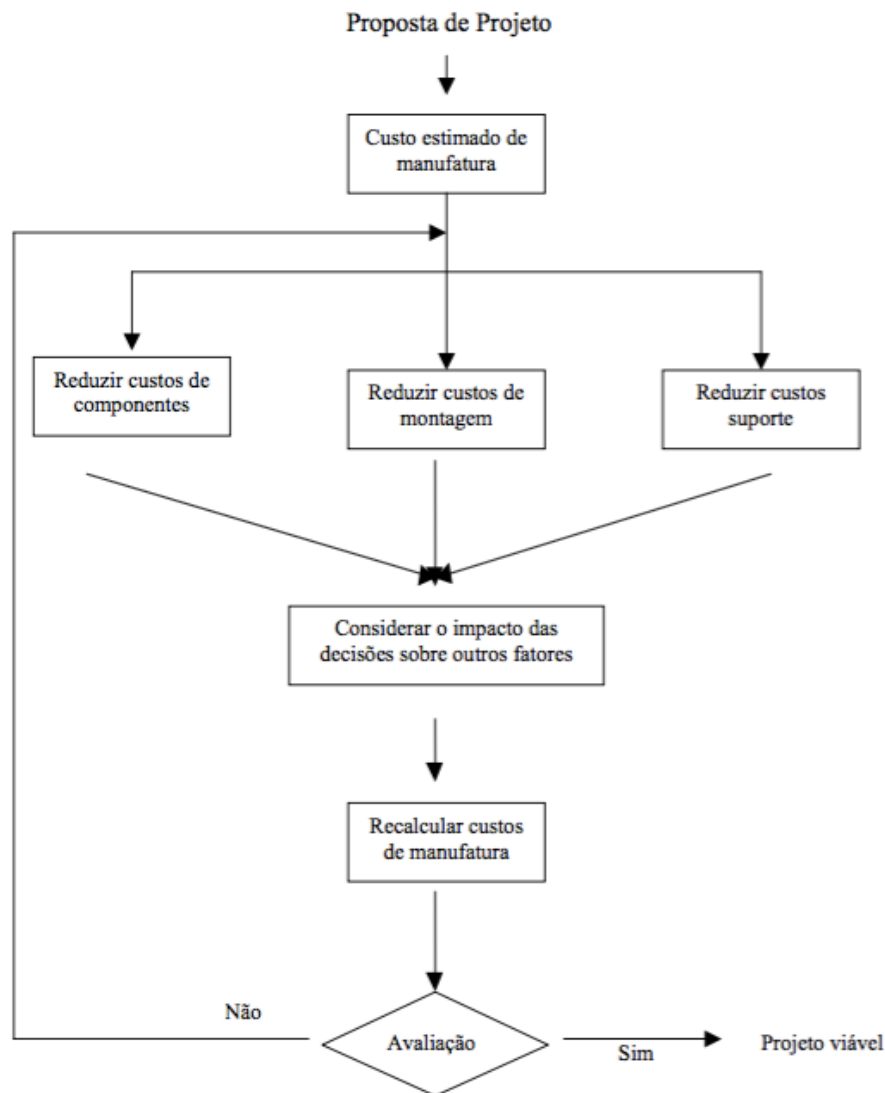 Proposta de Projeto
Custo estimado de
manufatura
Reduzir custos de
componentes
Reduzir custos de
montagem
Reduzir custos
suporte
Considerar o impacto das
decisões sobre outros fatores
Recalcular custos
de manufatura
Não
Avaliação
Sim
Projeto viável